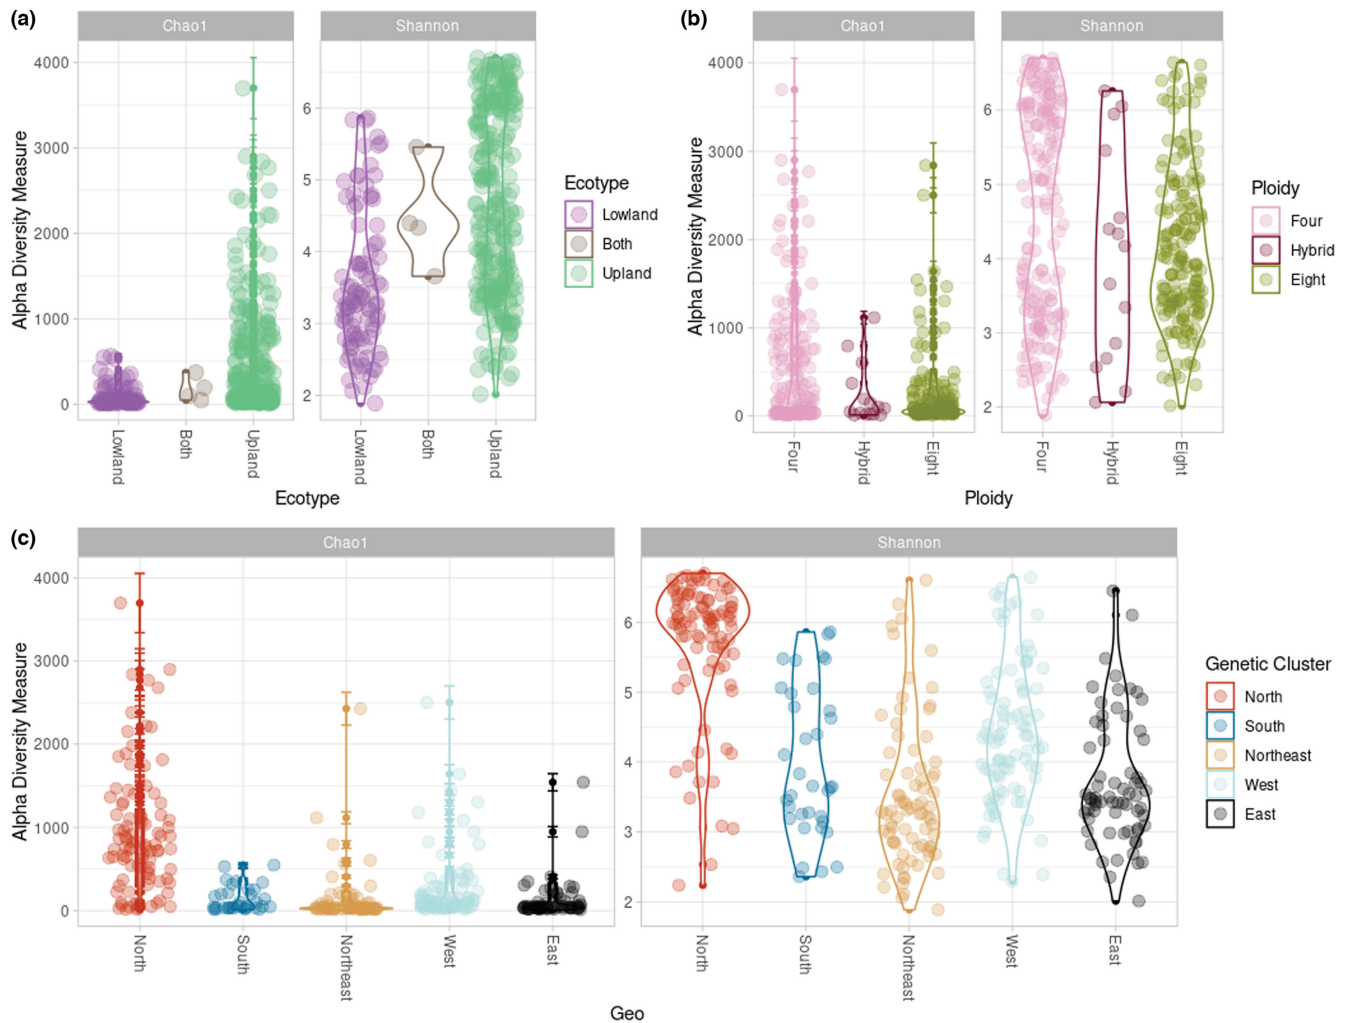 (a)
Chao1
Shannon
Alpha Diversity Measure
4000
3000
2000
1000
0
6
5
4
3
2
Lowland
Both
Upland
Lowland
Both
Upland
Ecotype
Ecotype
Lowland
Both
Upland
(b)
Chao1
Shannon
Alpha Diversity Measure
4000
3000
2000
1000
0
6
5
4
3
2
Four
Hybrid
Eight
Four
Hybrid
Eight
Ploidy
Ploidy
Four
Hybrid
Eight
(c)
Chao1
Shannon
Alpha Diversity Measure
4000
3000
2000
1000
0
6
5
4
3
2
North
South
Northeast
West
East
North
South
Northeast
West
East
Geo
Genetic Cluster
North
South
Northeast
West
East